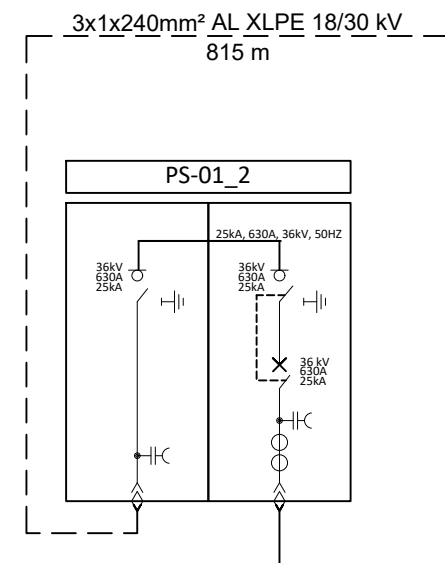 3x1x240mm² AL XLPE 18/30 kV
815 m
PS-01_2
25kA, 630A, 36kV, 50HZ
36kV
630A
25kA
36kV
630A
25kA
36 kV
630A
25kA